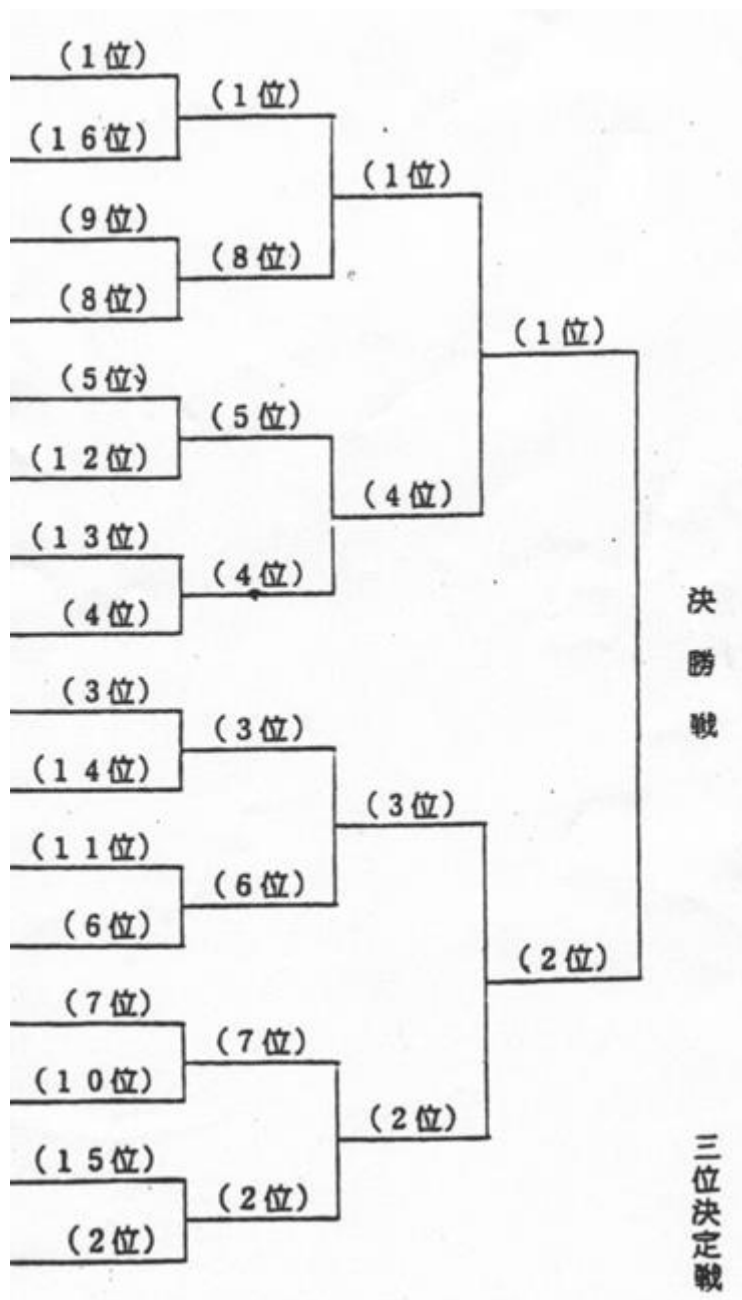 (1位)
(1位)
(16位)
(1位)
(9位)
(8位)
(8位)
(1位)
(5位)
(5位)
(12位)
(4位)
(13位)
(4位)
(4位)
(3位)
(3位)
(14位)
(3位)
(11位)
(6位)
(6位)
(2位)
(7位)
(7位)
(10位)
(2位)
(15位)
(2位)
(2位)
決勝戦
三位決定戦